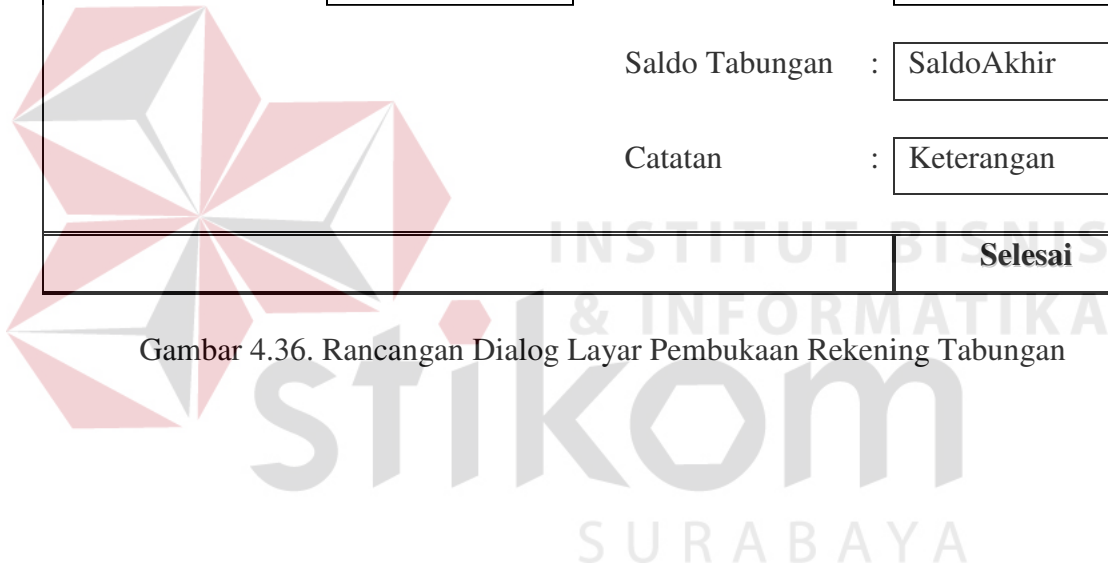 Saldo Tabungan : SaldoAkhir
Catatan : Keterangan
INSTITUT BISNIS
Selesai
& INFORMATIKA
Gambar 4.36. Rancangan Dialog Layar Pembukaan Rekening Tabungan
stikom
SURABAYA